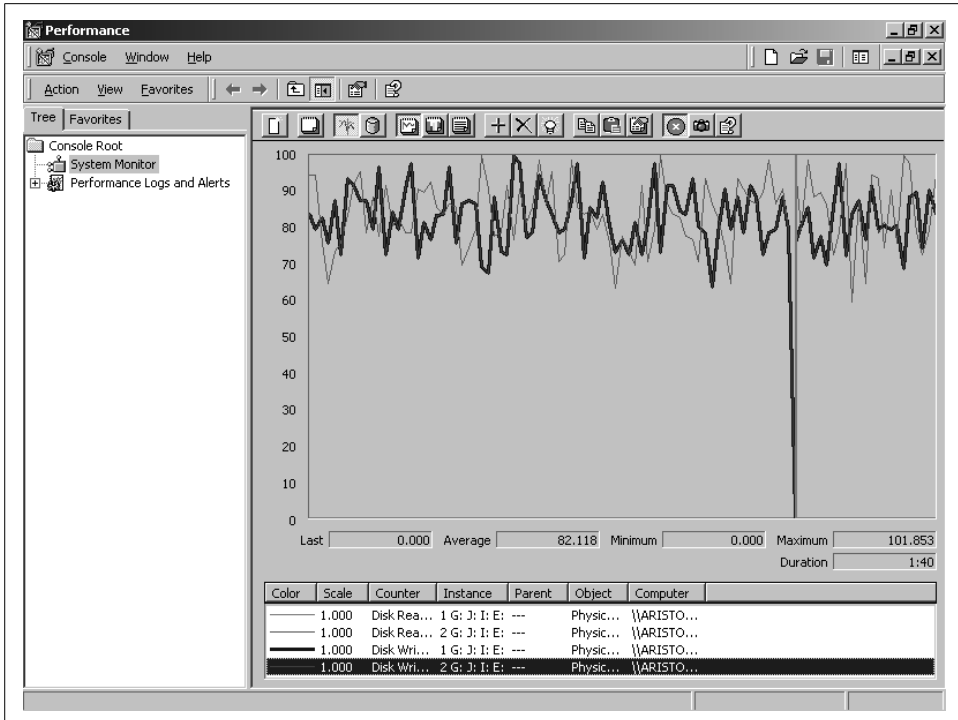 Performance
Console Window Help
Action View Favorites
Tree Favorites
Console Root
System Monitor
Performance Logs and Alerts
100
90
80
70
60
50
40
30
20
10
0
Last 0.000 Average 82.118 Minimum 0.000 Maximum 101.853
Duration 1:40
Color Scale Counter Instance Parent Object Computer
1.000 Disk Rea... 1 G: J: I: E: --- Physic... \\ARISTO...
1.000 Disk Rea... 2 G: J: I: E: --- Physic... \\ARISTO...
1.000 Disk Wri... 1 G: J: I: E: --- Physic... \\ARISTO...
1.000 Disk Wri... 2 G: J: I: E: --- Physic... \\ARISTO...